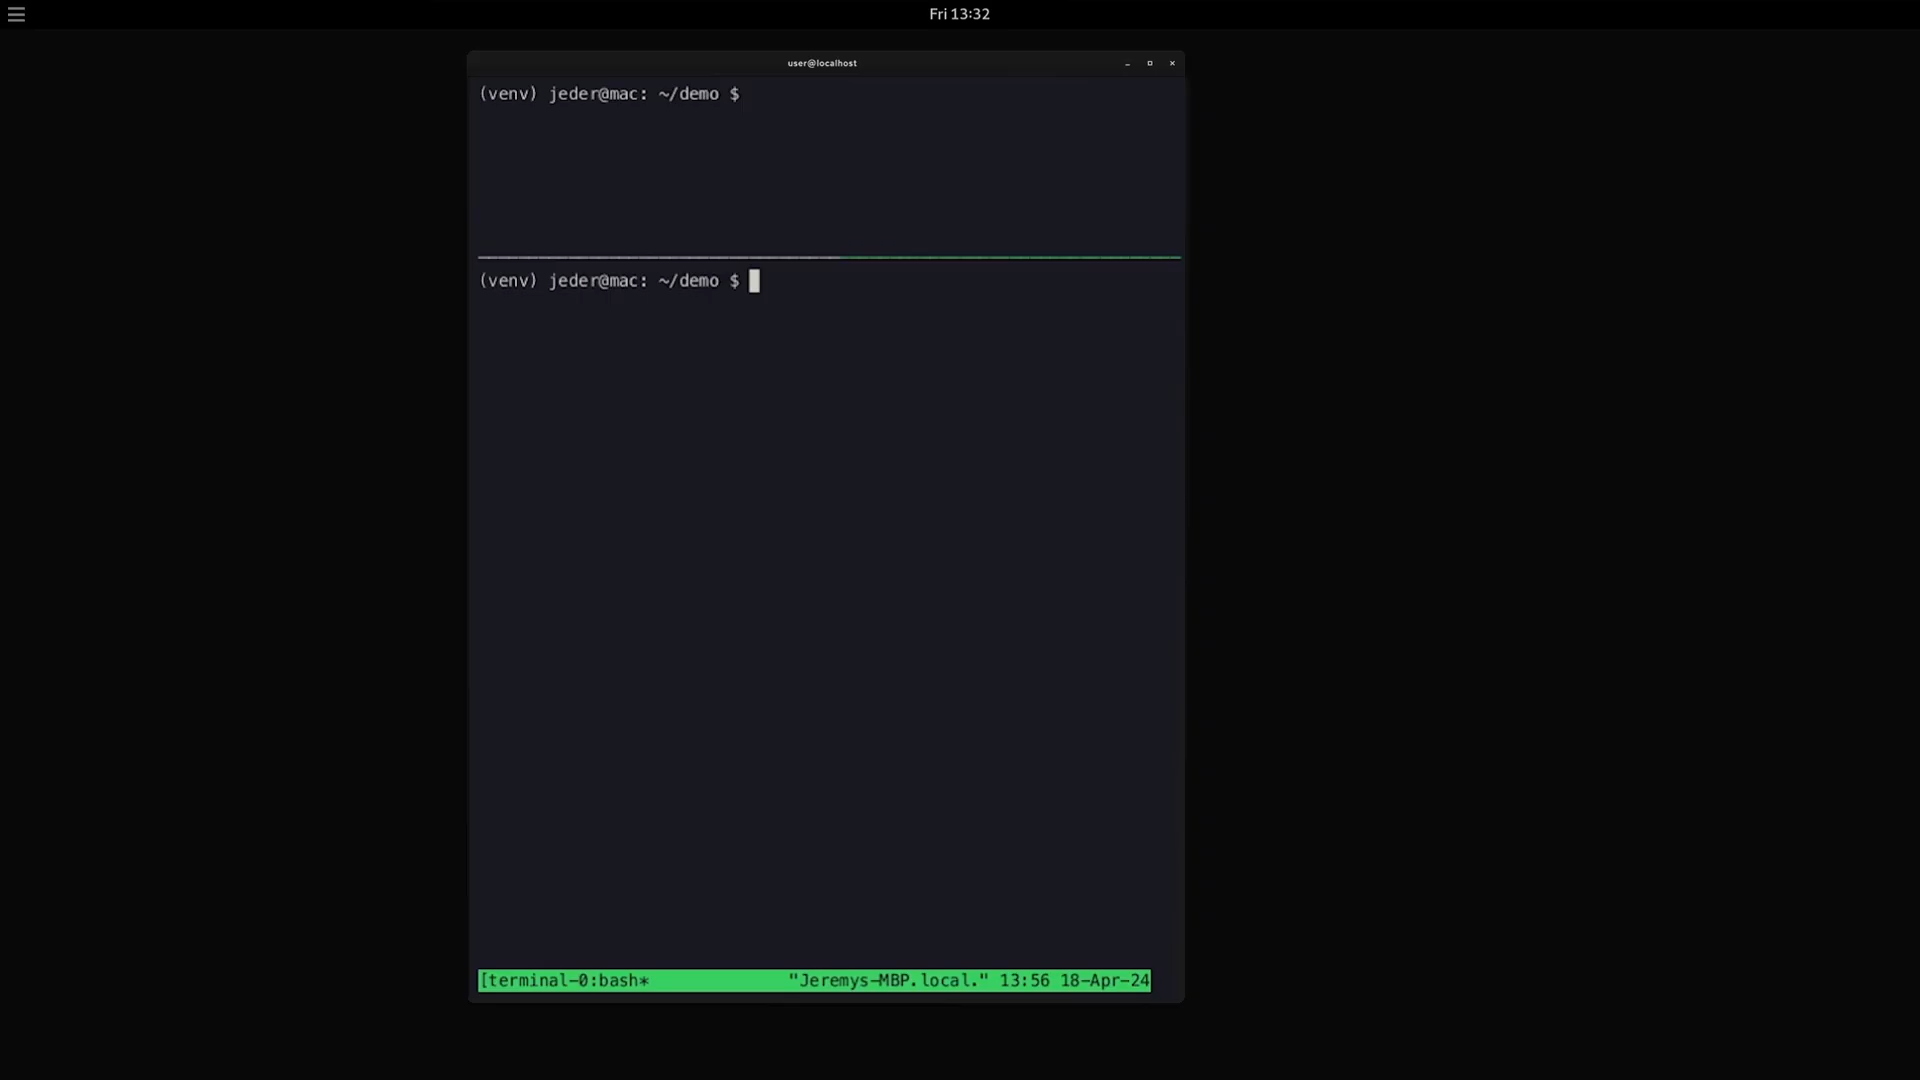 Fri 13:32
user@localhost
(venv) jeder@mac: ~/demo $
(venv) jeder@mac: ~/demo $
[terminal-0:bash* "Jeremys-MBP.local." 13:56 18-Apr-24